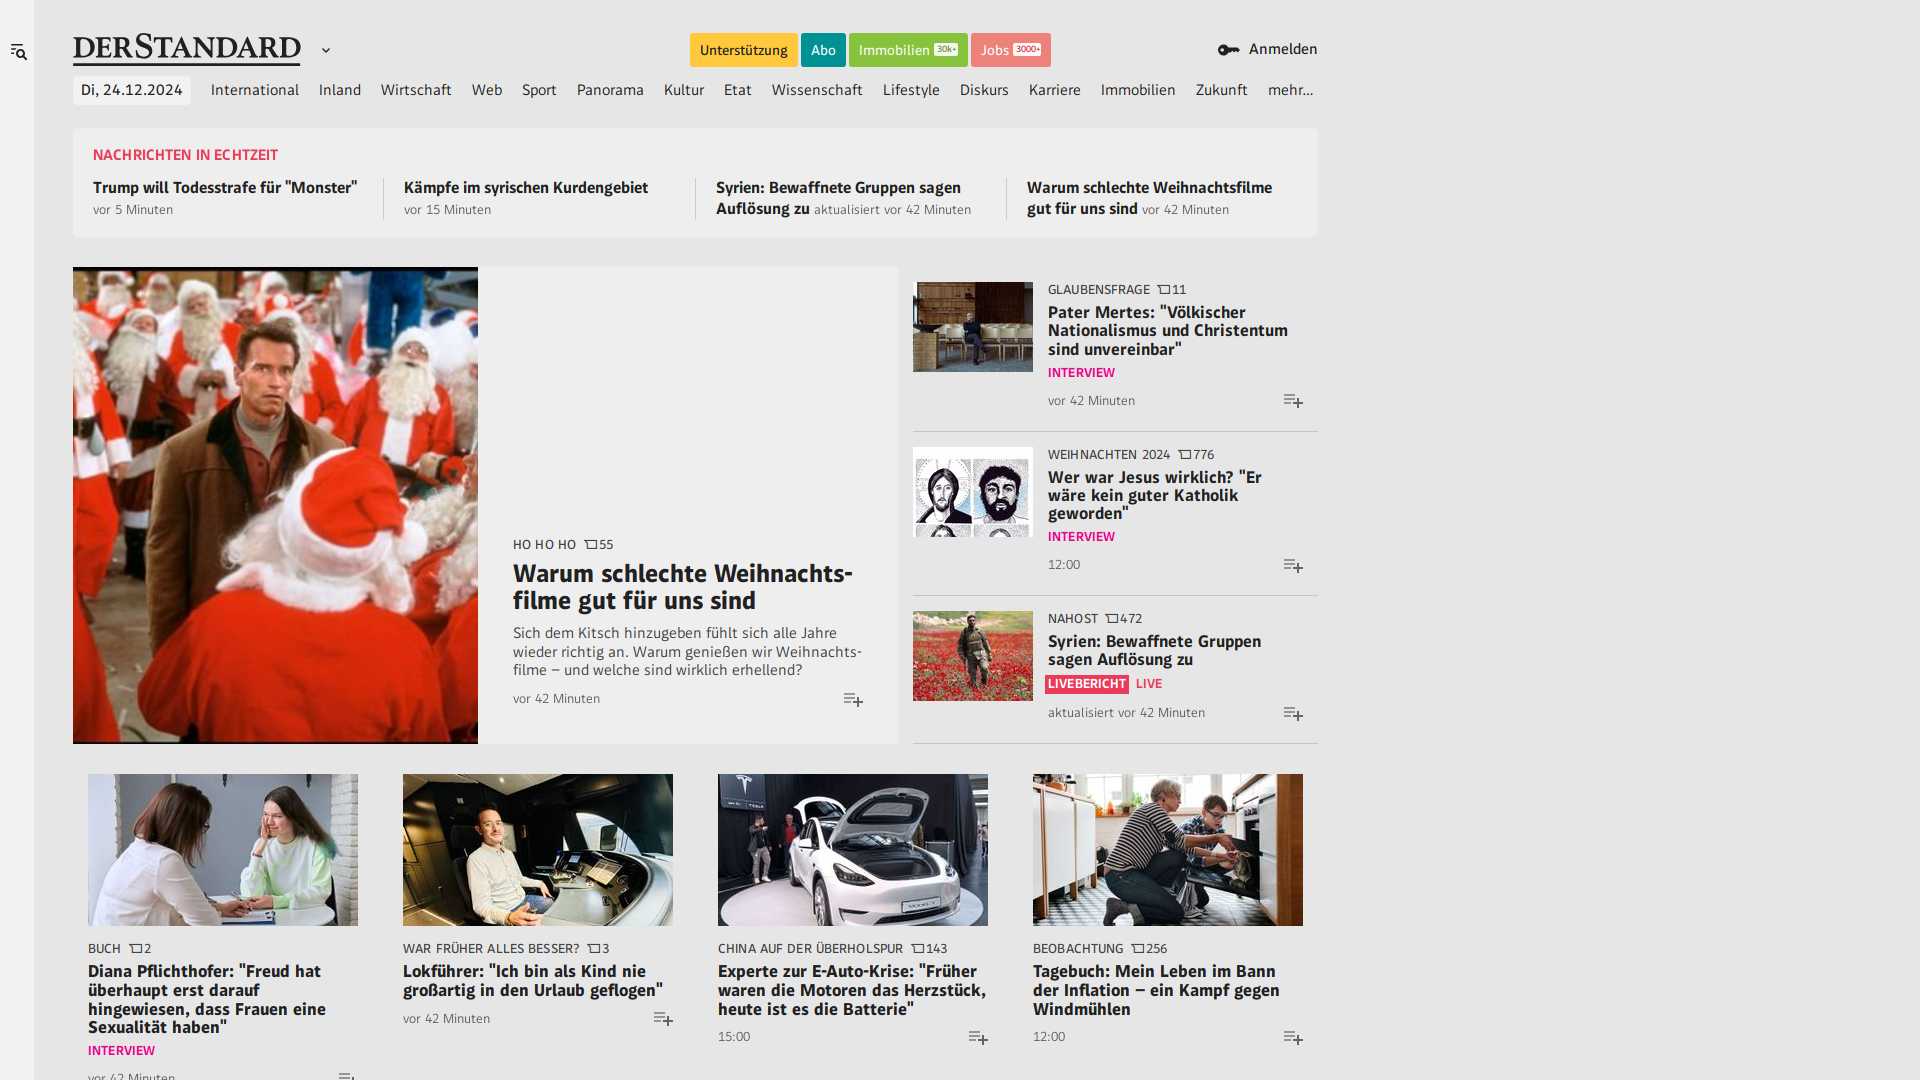 DERSTANDARD
Unterstützung
Abo
Immobilien 30k+
Jobs 3000+
Anmelden
Di, 24.12.2024
International
Inland
Wirtschaft
Web
Sport
Panorama
Kultur
Etat
Wissenschaft
Lifestyle
Diskurs
Karriere
Immobilien
Zukunft
mehr...
NACHRICHTEN IN ECHTZEIT
Trump will Todesstrafe für "Monster"
vor 5 Minuten
Kämpfe im syrischen Kurdengebiet
vor 15 Minuten
Syrien: Bewaffnete Gruppen sagen
Auflösung zu aktualisiert vor 42 Minuten
Warum schlechte Weihnachtsfilme
gut für uns sind vor 42 Minuten
HO HO HO 55
Warum schlechte Weihnachts-
filme gut für uns sind
Sich dem Kitsch hinzugeben fühlt sich alle Jahre
wieder richtig an. Warum genießen wir Weihnachts-
filme – und welche sind wirklich erhellend?
vor 42 Minuten
GLAUBENSFRAGE 11
Pater Mertes: "Völkischer
Nationalismus und Christentum
sind unvereinbar"
INTERVIEW
vor 42 Minuten
WEIHNACHTEN 2024 776
Wer war Jesus wirklich? "Er
wäre kein guter Katholik
geworden"
INTERVIEW
12:00
NAHOST 472
Syrien: Bewaffnete Gruppen
sagen Auflösung zu
LIVEBERICHT LIVE
aktualisiert vor 42 Minuten
BUCH 2
Diana Pflichthofer: "Freud hat
überhaupt erst darauf
hingewiesen, dass Frauen eine
Sexualität haben"
INTERVIEW
vor 42 Minuten
WAR FRÜHER ALLES BESSER? 3
Lokführer: "Ich bin als Kind nie
großartig in den Urlaub geflogen"
vor 42 Minuten
TESLA
MODEL Y
CHINA AUF DER ÜBERHOLSPUR 143
Experte zur E-Auto-Krise: "Früher
waren die Motoren das Herzstück,
heute ist es die Batterie"
15:00
BEOBACHTUNG 256
Tagebuch: Mein Leben im Bann
der Inflation – ein Kampf gegen
Windmühlen
12:00